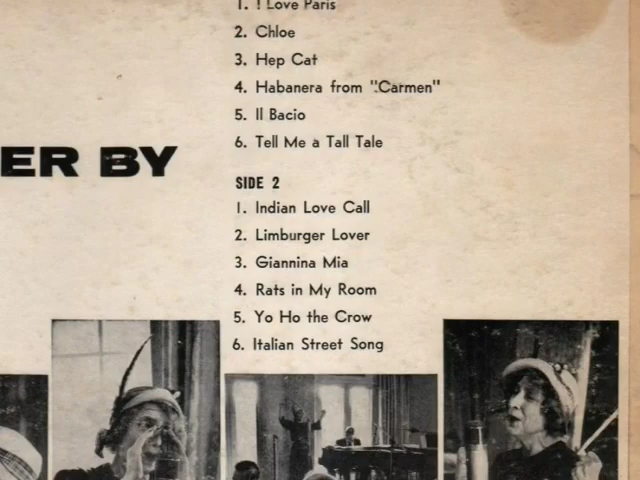 1. I Love Paris
2. Chloe
3. Hep Cat
4. Habanera from "Carmen"
5. Il Bacio
6. Tell Me a Tall Tale
ER BY
SIDE 2
1. Indian Love Call
2. Limburger Lover
3. Giannina Mia
4. Rats in My Room
5. Yo Ho the Crow
6. Italian Street Song